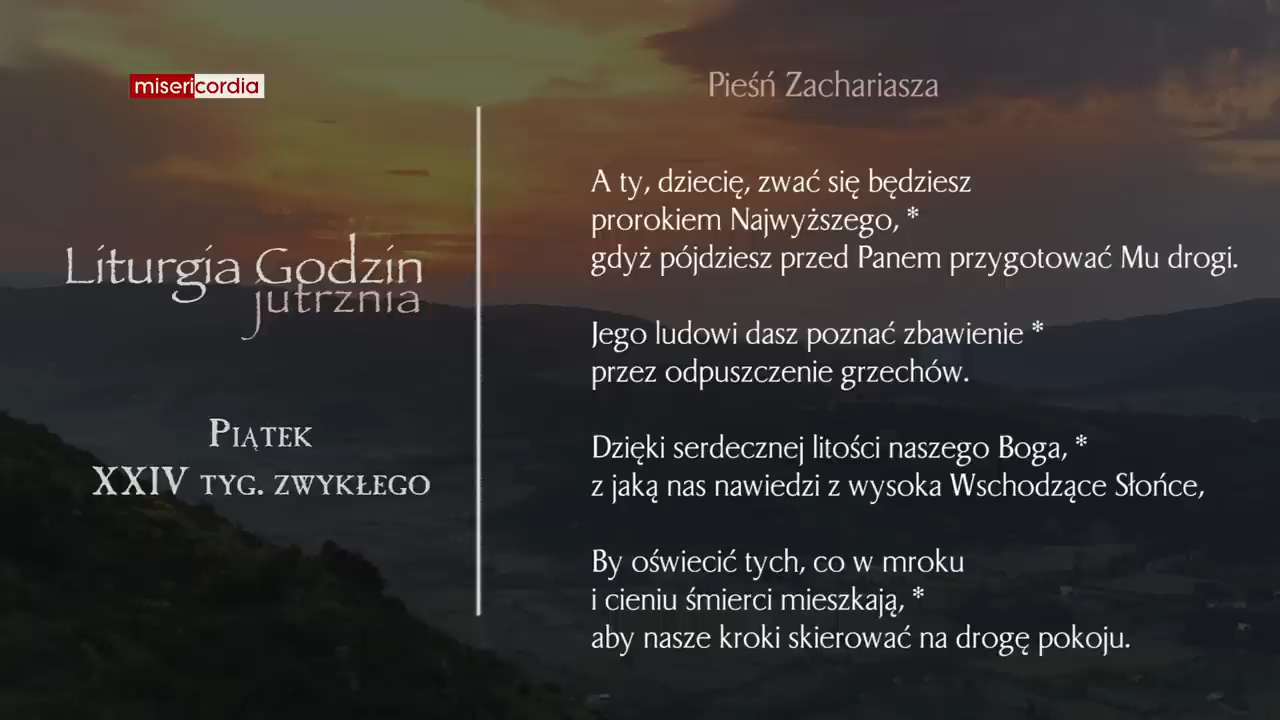 misericordia
Pieśń Zachariasza
Liturgia Godzin
jutrznia
Piątek
XXIV tyg. zwykłego
A ty, dziecię, zwać się będziesz
prorokiem Najwyższego, *
gdyż pójdziesz przed Panem przygotować Mu drogi.
Jego ludowi dasz poznać zbawienie *
przez odpuszczenie grzechów.
Dzięki serdecznej litości naszego Boga, *
z jaką nas nawiedzi z wysoka Wschodzące Słońce,
By oświecić tych, co w mroku
i cieniu śmierci mieszkają, *
aby nasze kroki skierować na drogę pokoju.